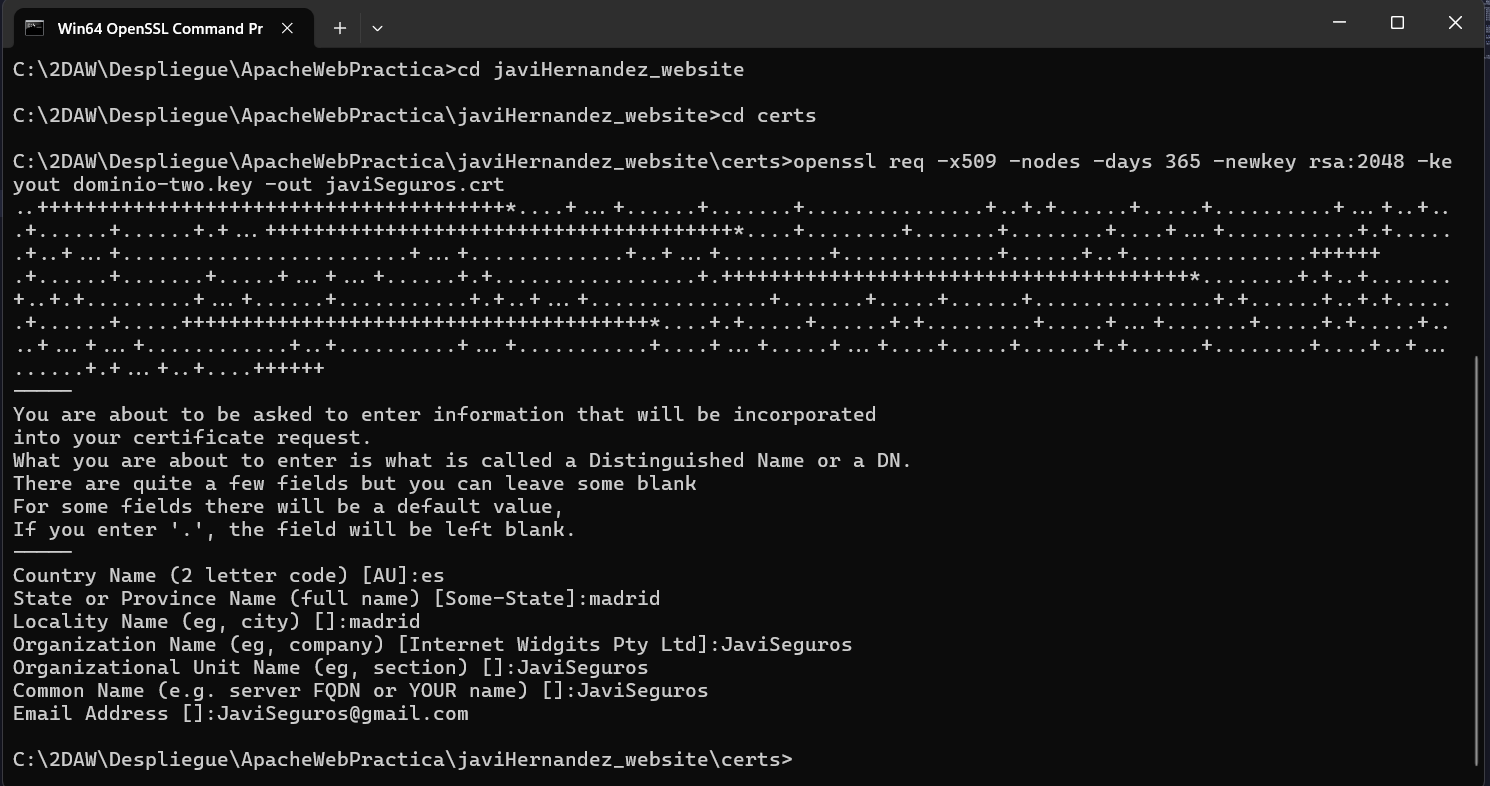 Win64 OpenSSL Command Pr
C:\2DAW\Despliegue\ApacheWebPractica>cd javiHernandez_website
C:\2DAW\Despliegue\ApacheWebPractica\javiHernandez_website>cd certs
C:\2DAW\Despliegue\ApacheWebPractica\javiHernandez_website\certs>openssl req -x509 -nodes -days 365 -newkey rsa:2048 -ke
yout dominio-two.key -out javiSeguros.crt
..+++++++++++++++++++++++++++++++++++++++*....+...+......+.......+...............+..+.+......+.....+..........+...+..+..
.+......+......+.+...+++++++++++++++++++++++++++++++++++++++*....+........+.......+........+....+...+...........+.+.....
.+..+...+........................+...+.............+..+...+.........+.............+......+..+...............++++++
.+......+.......+.....+...+...+......+.+.................+.+++++++++++++++++++++++++++++++++++++++*........+.+..+.......
+..+.+.........+...+......+...........+.+..+...+...............+.......+.....+......+...............+.+......+..+.+.....
.+......+.....+++++++++++++++++++++++++++++++++++++++*....+.+.....+......+.+.........+.....+...+.......+.....+.+.....+..
..+...+...+............+..+..........+...+...........+....+...+.....+...+....+.....+......+.+......+........+....+..+...
......+.+...+..+....++++++
-----
You are about to be asked to enter information that will be incorporated
into your certificate request.
What you are about to enter is what is called a Distinguished Name or a DN.
There are quite a few fields but you can leave some blank
For some fields there will be a default value,
If you enter '.', the field will be left blank.
-----
Country Name (2 letter code) [AU]:es
State or Province Name (full name) [Some-State]:madrid
Locality Name (eg, city) []:madrid
Organization Name (eg, company) [Internet Widgits Pty Ltd]:JaviSeguros
Organizational Unit Name (eg, section) []:JaviSeguros
Common Name (e.g. server FQDN or YOUR name) []:JaviSeguros
Email Address []:JaviSeguros@gmail.com
C:\2DAW\Despliegue\ApacheWebPractica\javiHernandez_website\certs>